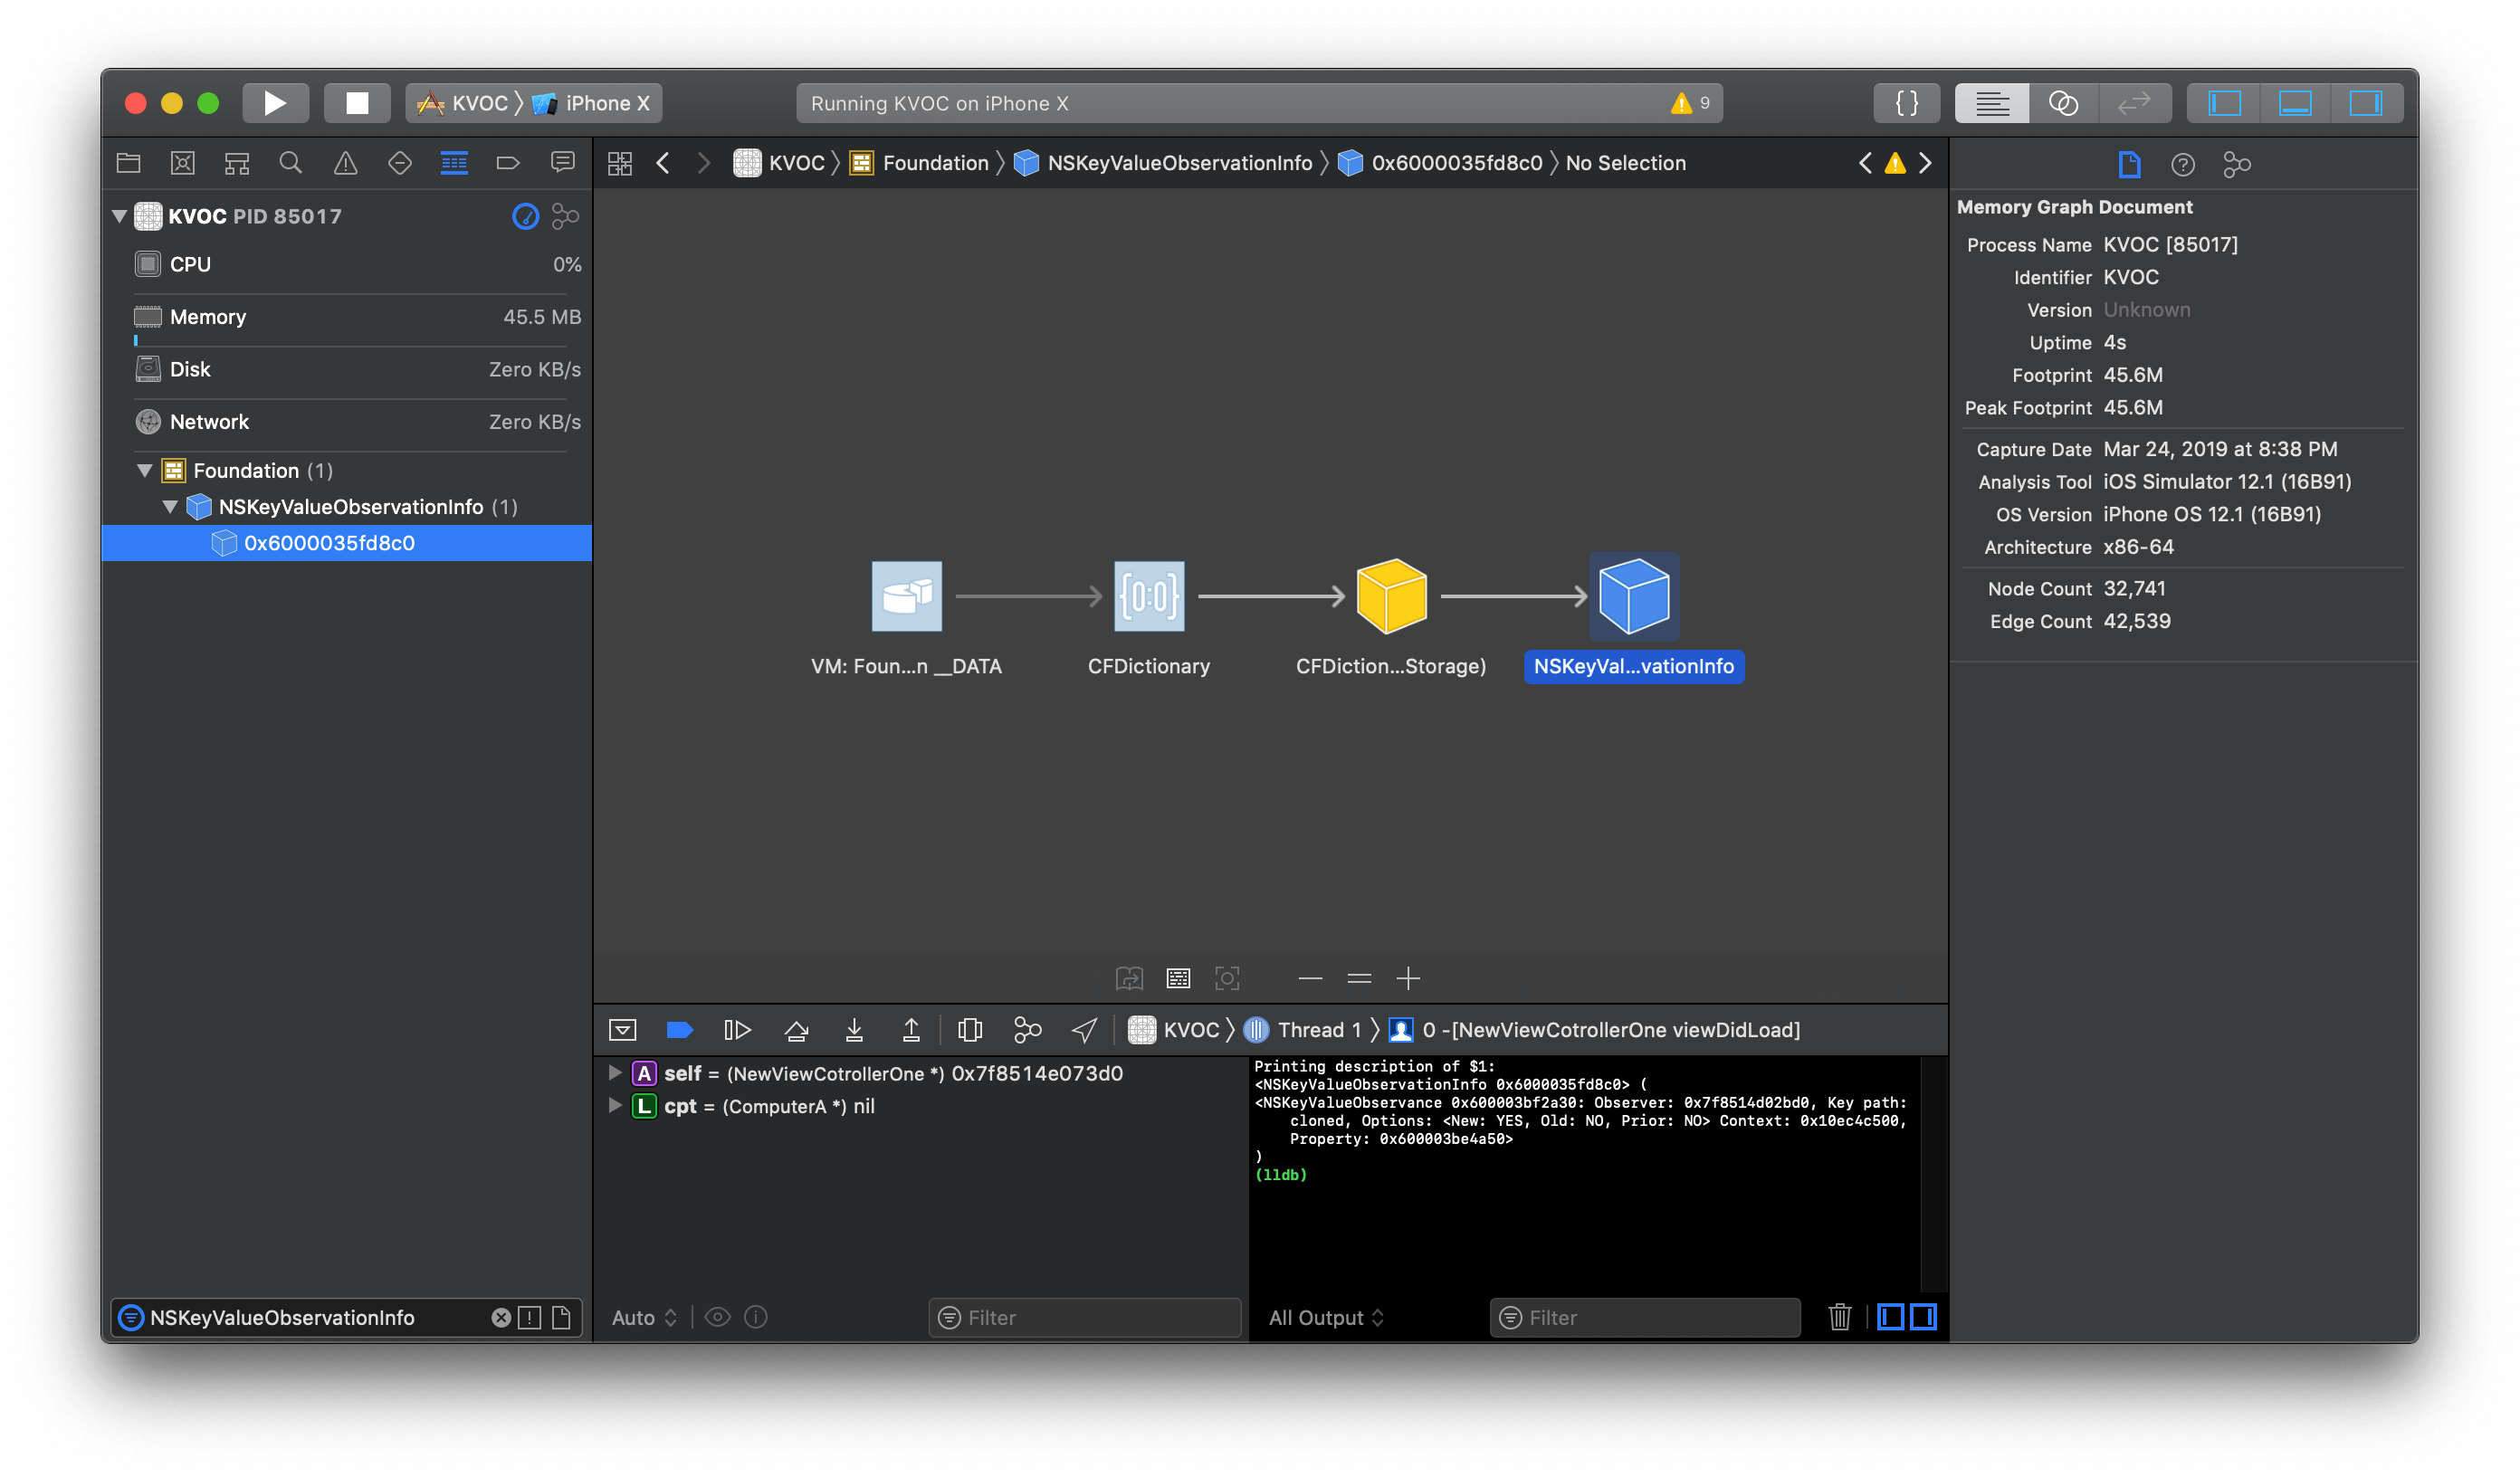 KVOC 〉 iPhone X
Running KVOC on iPhone X
9
{ }
KVOC 〉 Foundation 〉 NSKeyValueObservationInfo 〉 0x6000035fd8c0 〉 No Selection
KVOC PID 85017
CPU 0%
Memory 45.5 MB
Disk Zero KB/s
Network Zero KB/s
Foundation (1)
NSKeyValueObservationInfo (1)
0x6000035fd8c0
VM: Foun...n __DATA
CFDictionary
CFDiction...Storage)
NSKeyVal...vationInfo
Memory Graph Document
Process Name KVOC [85017]
Identifier KVOC
Version Unknown
Uptime 4s
Footprint 45.6M
Peak Footprint 45.6M
Capture Date Mar 24, 2019 at 8:38 PM
Analysis Tool iOS Simulator 12.1 (16B91)
OS Version iPhone OS 12.1 (16B91)
Architecture x86-64
Node Count 32,741
Edge Count 42,539
KVOC 〉 Thread 1 〉 0 -[NewViewCotrollerOne viewDidLoad]
A self = (NewViewCotrollerOne *) 0x7f8514e073d0
L cpt = (ComputerA *) nil
Printing description of $1:
<NSKeyValueObservationInfo 0x6000035fd8c0> (
<NSKeyValueObservance 0x600003bf2a30: Observer: 0x7f8514d02bd0, Key path:
cloned, Options: <New: YES, Old: NO, Prior: NO> Context: 0x10ec4c500,
Property: 0x600003be4a50>
)
(lldb)
NSKeyValueObservationInfo
Auto
Filter
All Output
Filter